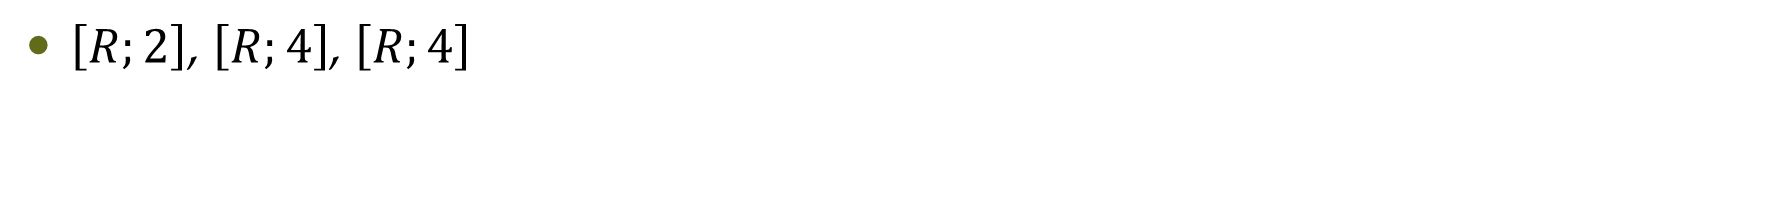 • [R; 2], [R; 4], [R; 4]